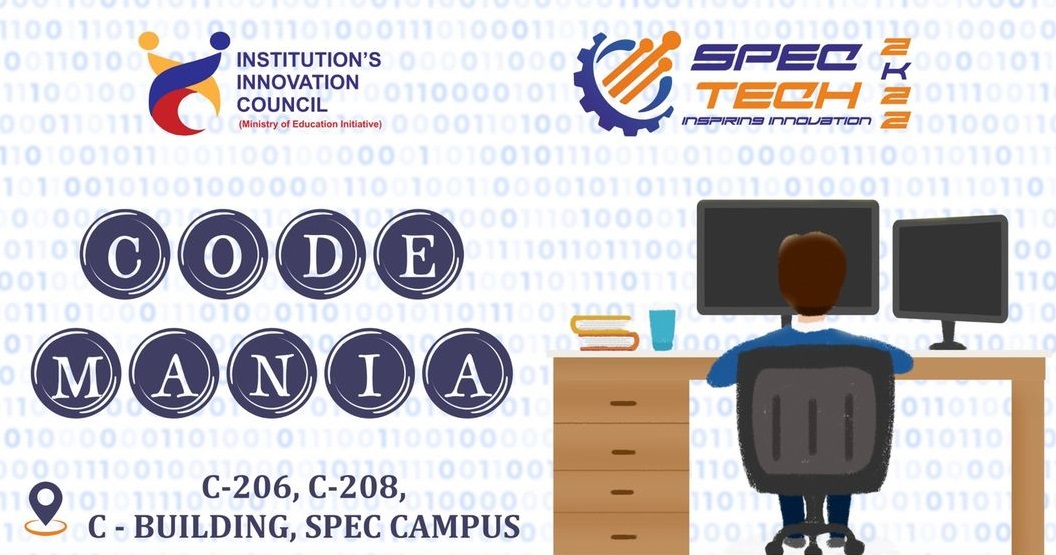 INSTITUTION'S
INNOVATION
COUNCIL
(Ministry of Education Initiative)
SPEC
TECH
2K22
INSPIRING INNOVATION
CODE
MANIA
C-206, C-208,
C - BUILDING, SPEC CAMPUS